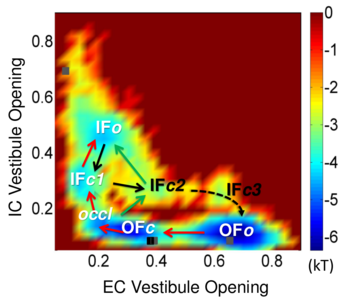 IC Vestibule Opening
0.8
0.6
0.4
0.2
IFo
IFc1
IFc2
IFc3
occl
OFc
OFo
0.2 0.4 0.6 0.8
EC Vestibule Opening
0
-1
-2
-3
-4
-5
-6
(kT)